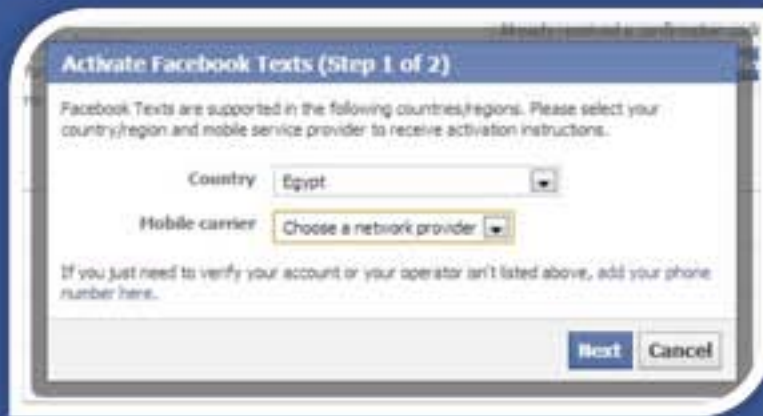 Activate Facebook Texts (Step 1 of 2)
Facebook Texts are supported in the following countries/regions. Please select your
country/region and mobile service provider to receive activation instructions.
Country Egypt
Mobile carrier Choose a network provider
If you just need to verify your account or your operator isn't listed above, add your phone
number here.
Next Cancel